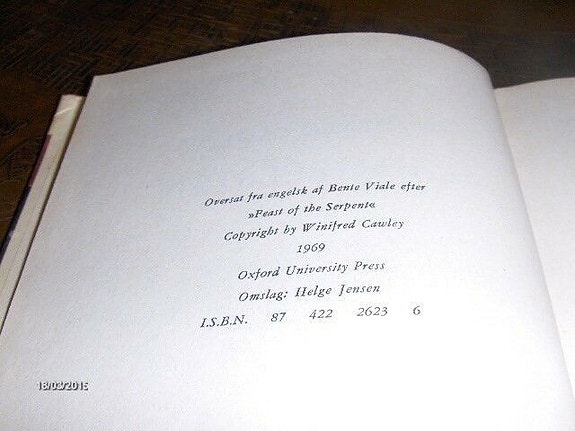 Oversat fra engelsk af Bente Viale efter
»Feast of the Serpent«
Copyright by Winifred Cawley
1969
Oxford University Press
Omslag: Helge Jensen
I.S.B.N. 87 422 2623 6
18/03/2015